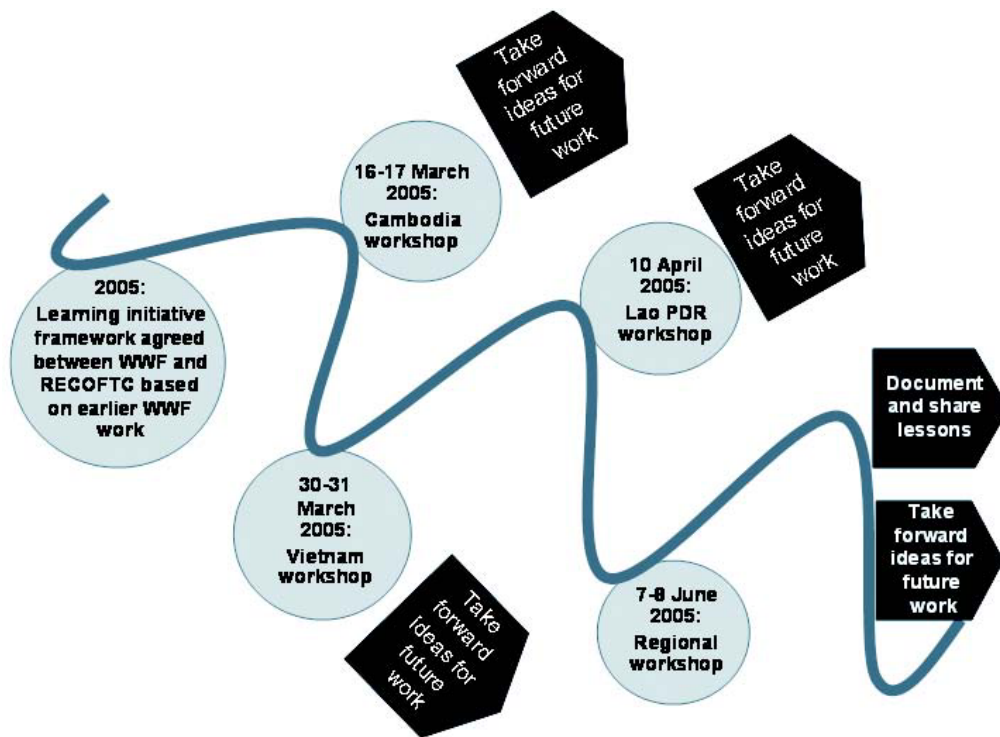 2005:
Learning initiative
framework agreed
between WWF and
RECOFTC based
on earlier WWF
work
16-17 March
2005:
Cambodia
workshop
Take
forward
ideas for
future
work
30-31
March
2005:
Vietnam
workshop
Take
forward
ideas for
future
work
10 April
2005:
Lao PDR
workshop
Take
forward
ideas for
future
work
7-8 June
2005:
Regional
workshop
Document
and share
lessons
Take
forward
ideas for
future
work